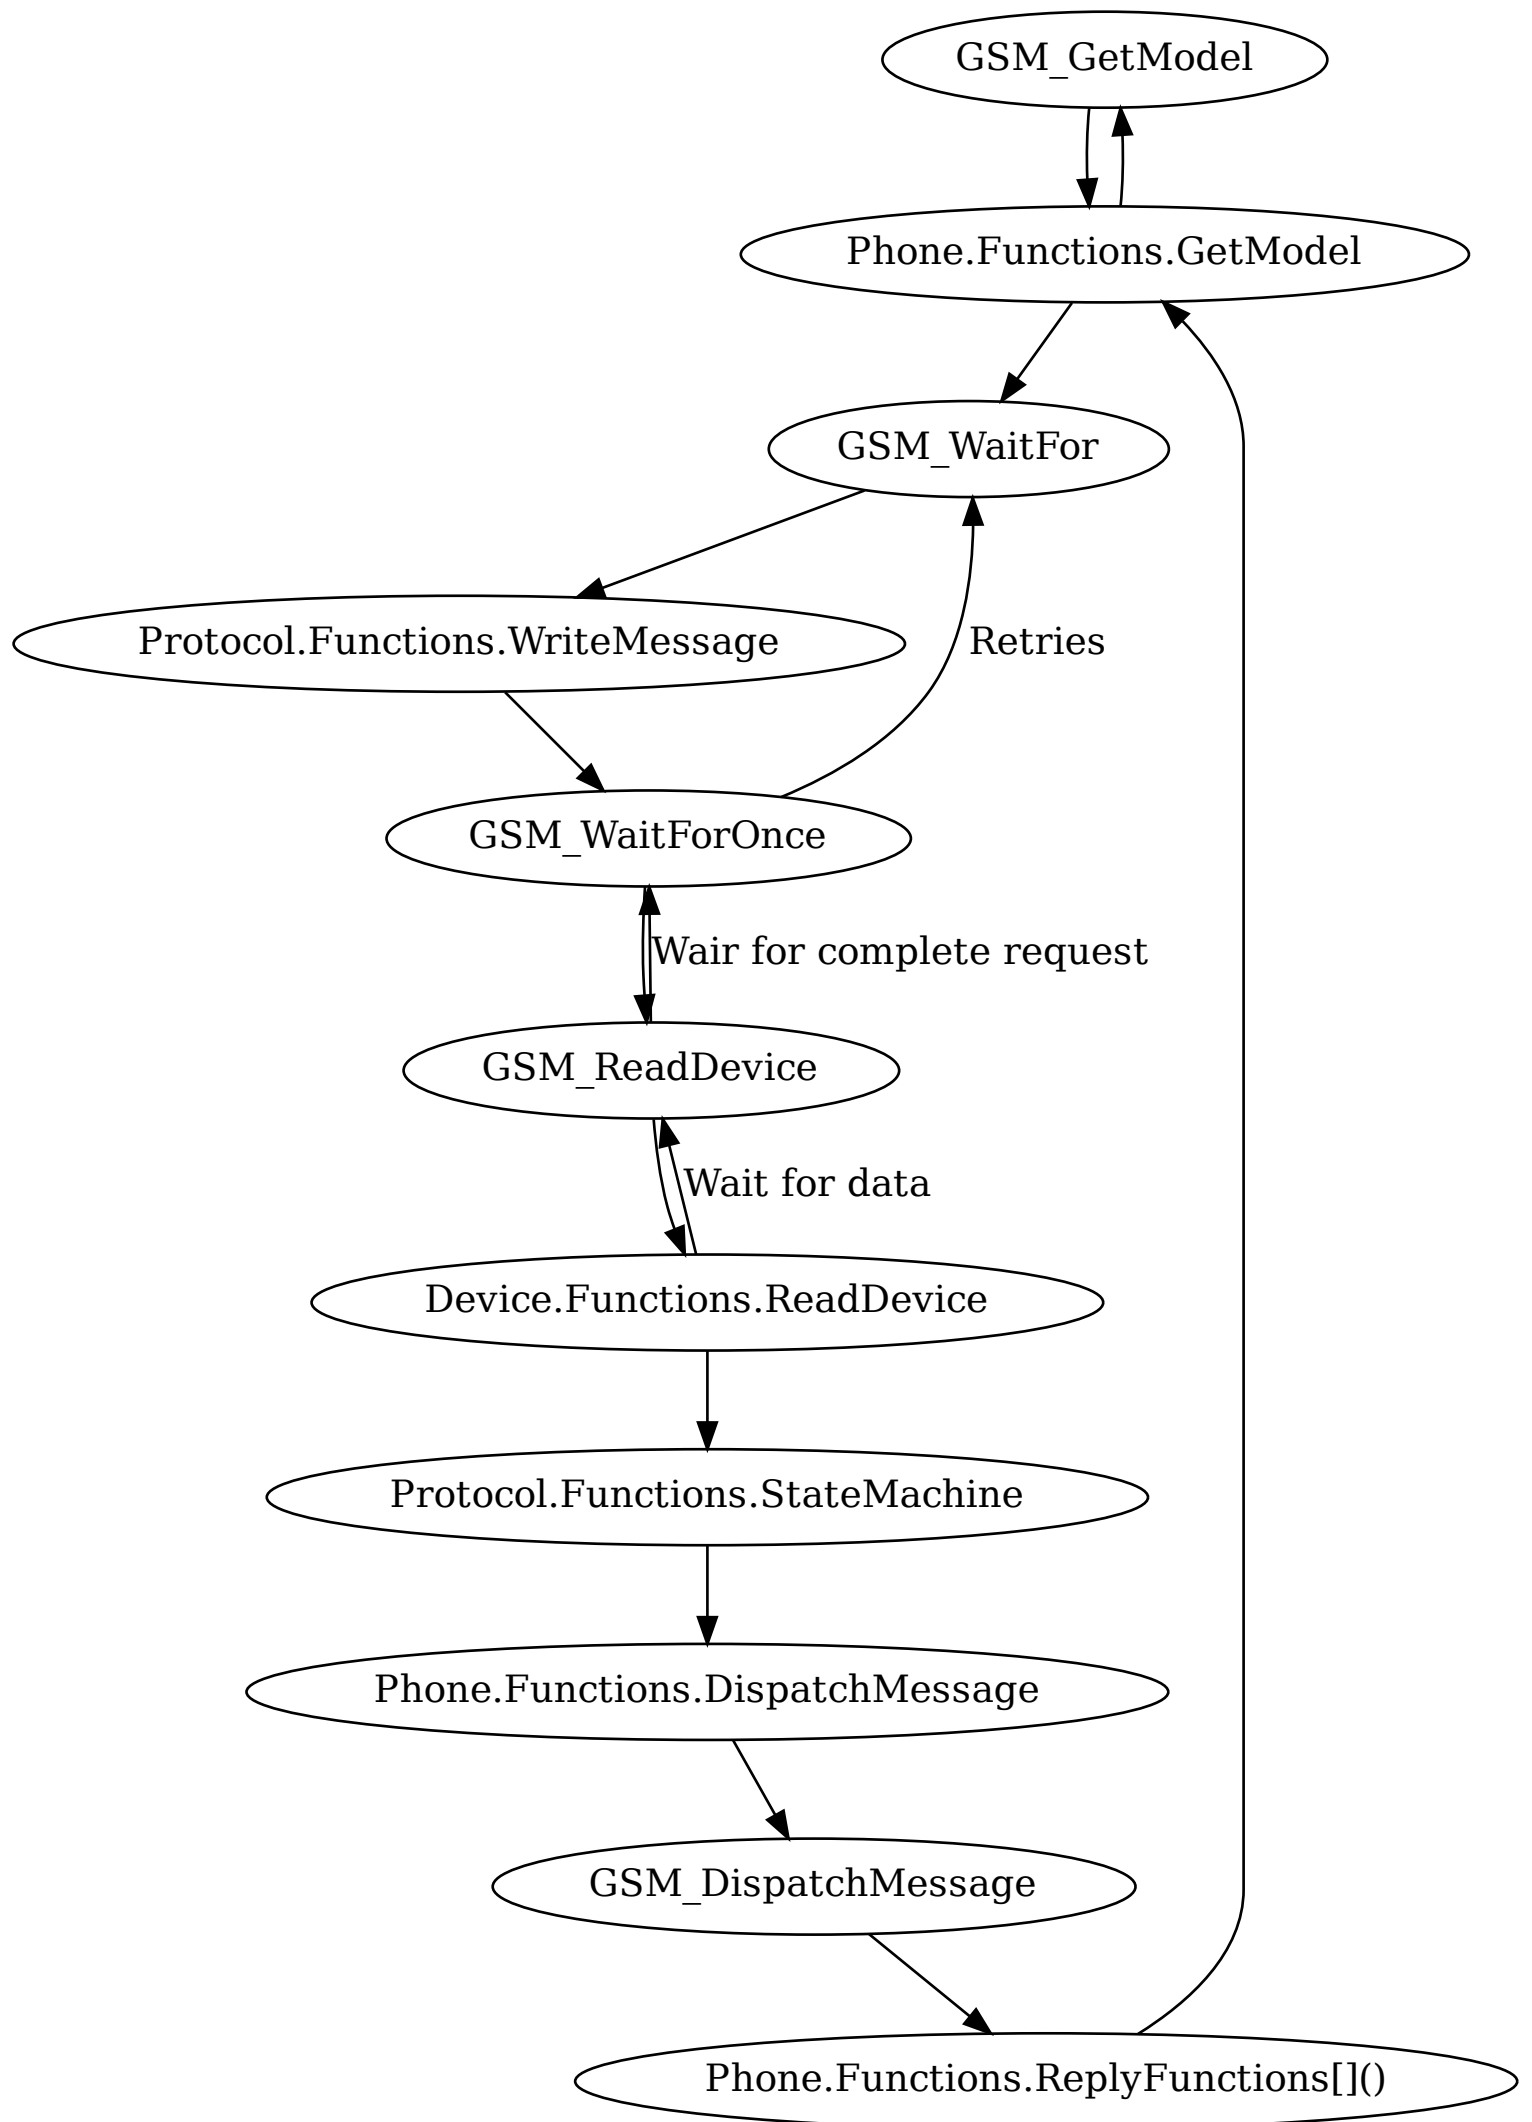 GSM_GetModel
Phone.Functions.GetModel
GSM_WaitFor
Protocol.Functions.WriteMessage
Retries
GSM_WaitForOnce
Wair for complete request
GSM_ReadDevice
Wait for data
Device.Functions.ReadDevice
Protocol.Functions.StateMachine
Phone.Functions.DispatchMessage
GSM_DispatchMessage
Phone.Functions.ReplyFunctions[]()